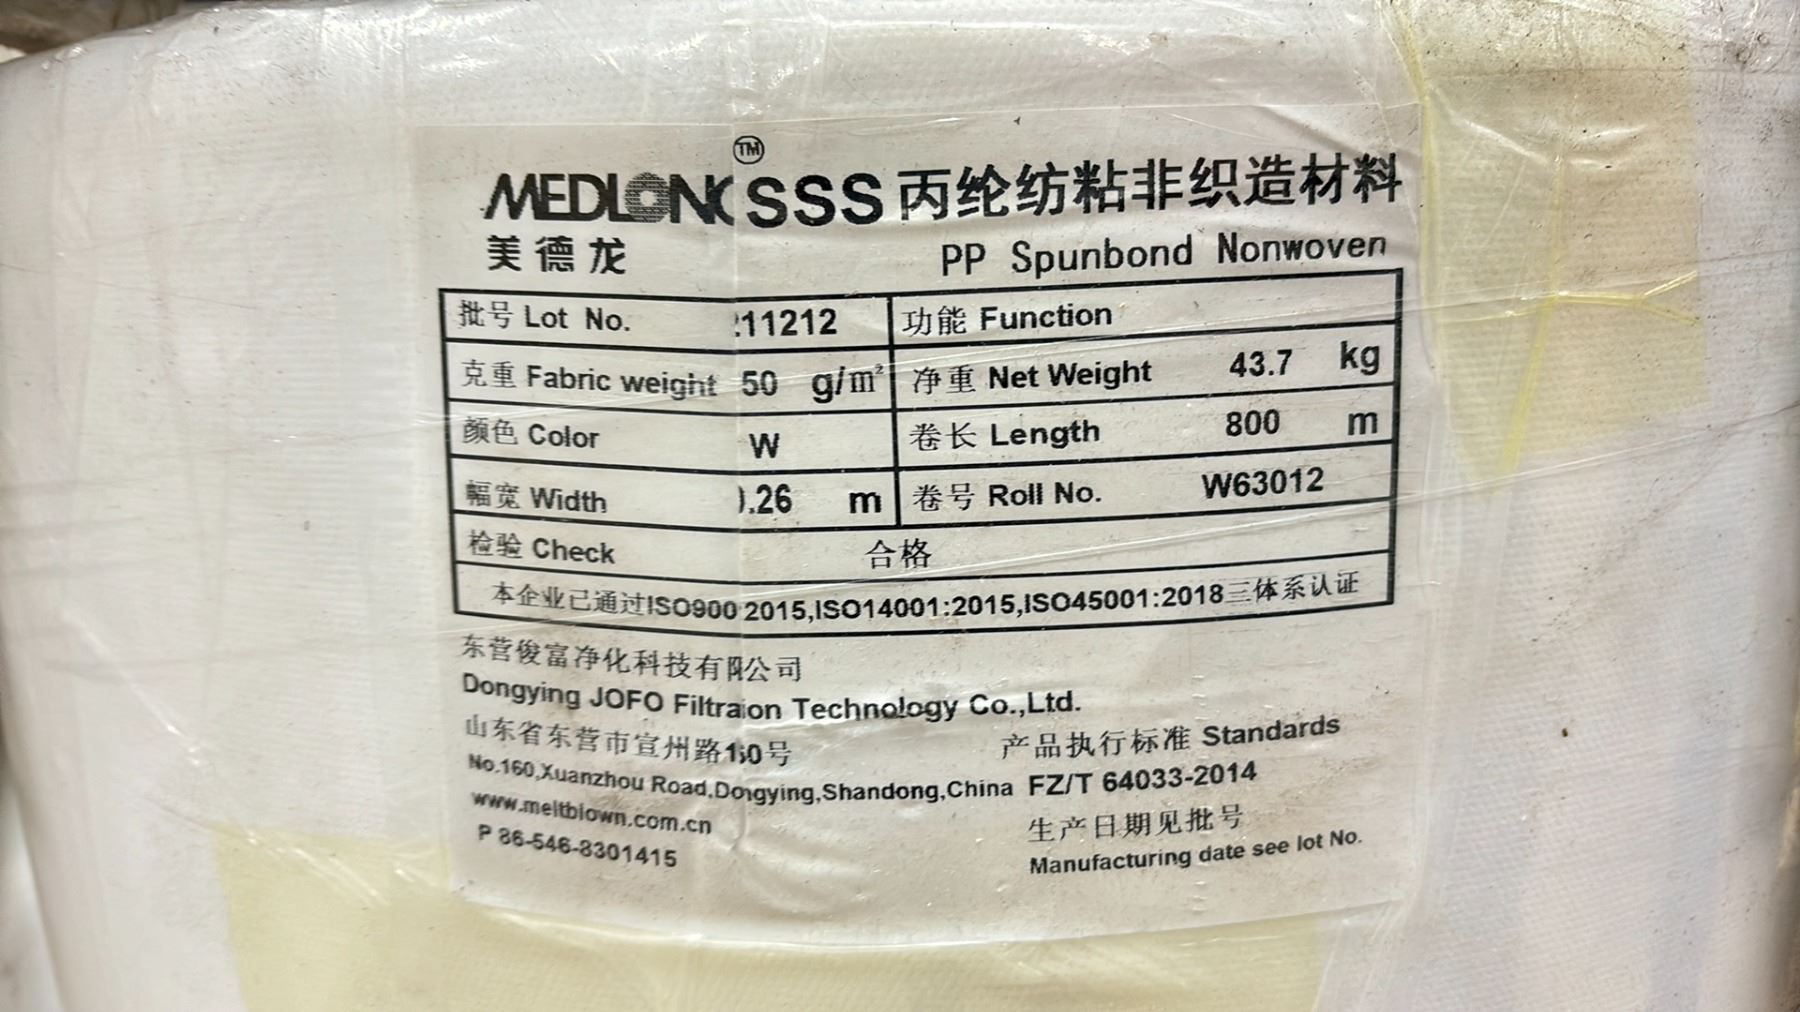 TM
MEDLONG SSS 丙纶纺粘非织造材料
美德龙 PP Spunbond Nonwoven
批号 Lot No. 11212 功能 Function
克重 Fabric weight 50 g/m² 净重 Net Weight 43.7 kg
颜色 Color W 卷长 Length 800 m
幅宽 Width .26 m 卷号 Roll No. W63012
检验 Check 合格
本企业已通过ISO900 2015,ISO14001:2015,ISO45001:2018三体系认证
东营俊富净化科技有限公司
Dongying JOFO Filtraion Technology Co.,Ltd.
山东省东营市宣州路160号 产品执行标准 Standards
No.160,Xuanzhou Road,Dongying,Shandong,China FZ/T 64033-2014
www.meltblown.com.cn 生产日期见批号
P 86-546-8301415 Manufacturing date see lot No.